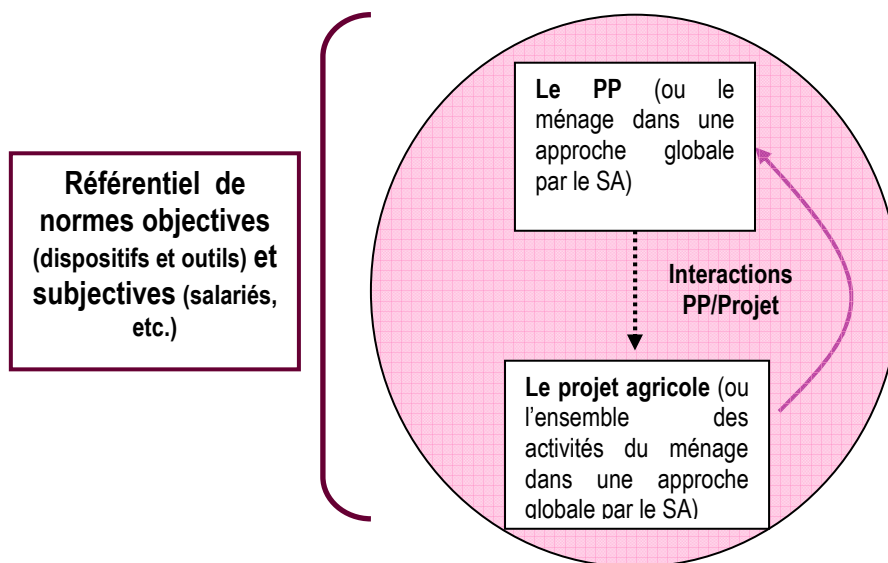 Référentiel de
normes objectives
(dispositifs et outils) et
subjectives (salariés,
etc.)
Le PP (ou le
ménage dans une
approche globale
par le SA)
Interactions
PP/Projet
Le projet agricole (ou
l'ensemble des
activités du ménage
dans une approche
globale par le SA)